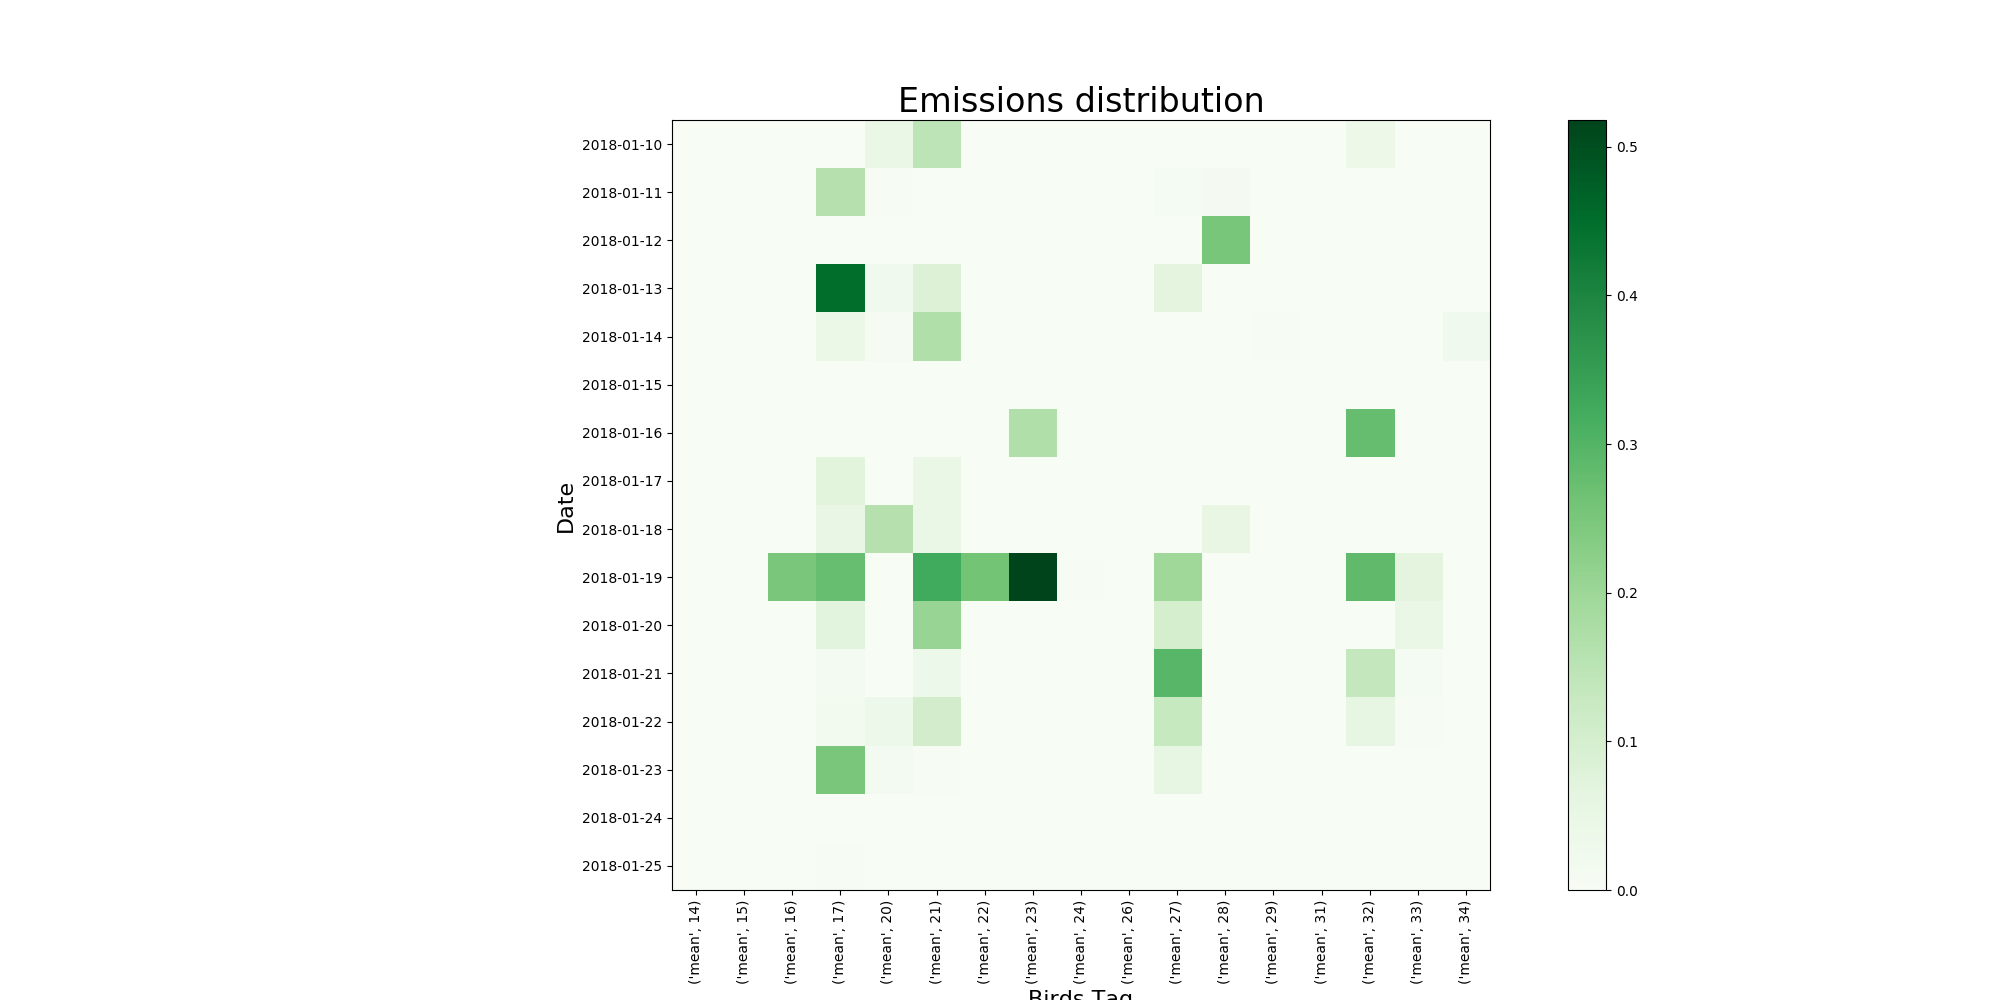 Emissions distribution
2018-01-10
2018-01-11
2018-01-12
2018-01-13
2018-01-14
2018-01-15
2018-01-16
2018-01-17
2018-01-18
2018-01-19
2018-01-20
2018-01-21
2018-01-22
2018-01-23
2018-01-24
2018-01-25
Date
('mean', 14)
('mean', 15)
('mean', 16)
('mean', 17)
('mean', 20)
('mean', 21)
('mean', 22)
('mean', 23)
('mean', 24)
('mean', 26)
('mean', 27)
('mean', 28)
('mean', 29)
('mean', 31)
('mean', 32)
('mean', 33)
('mean', 34)
Birds Tag
0.5
0.4
0.3
0.2
0.1
0.0